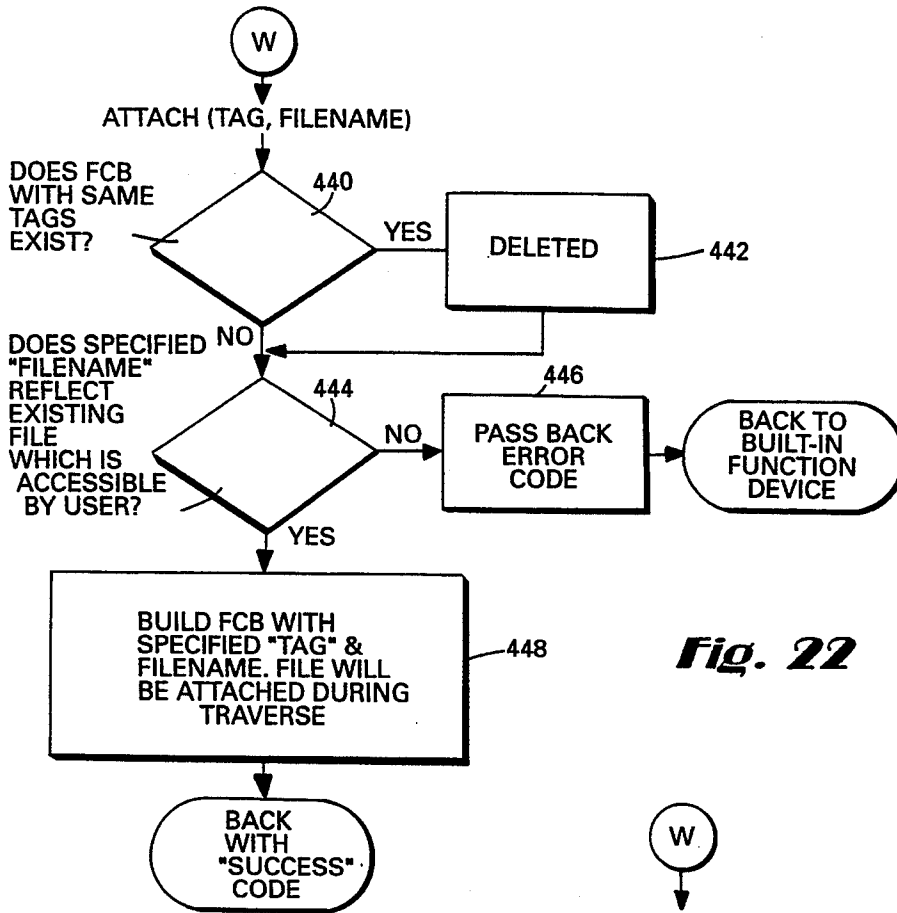 W
ATTACH (TAG, FILENAME)
DOES FCB
WITH SAME
TAGS
EXIST?
440
YES
DELETED
442
NO
DOES SPECIFIED
"FILENAME"
REFLECT
EXISTING
FILE
WHICH IS
ACCESSIBLE
BY USER?
444
NO
446
PASS BACK
ERROR
CODE
BACK TO
BUILT-IN
FUNCTION
DEVICE
YES
BUILD FCB WITH
SPECIFIED "TAG" &
FILENAME. FILE WILL
BE ATTACHED DURING
TRAVERSE
448
Fig. 22
BACK
WITH
"SUCCESS"
CODE
W